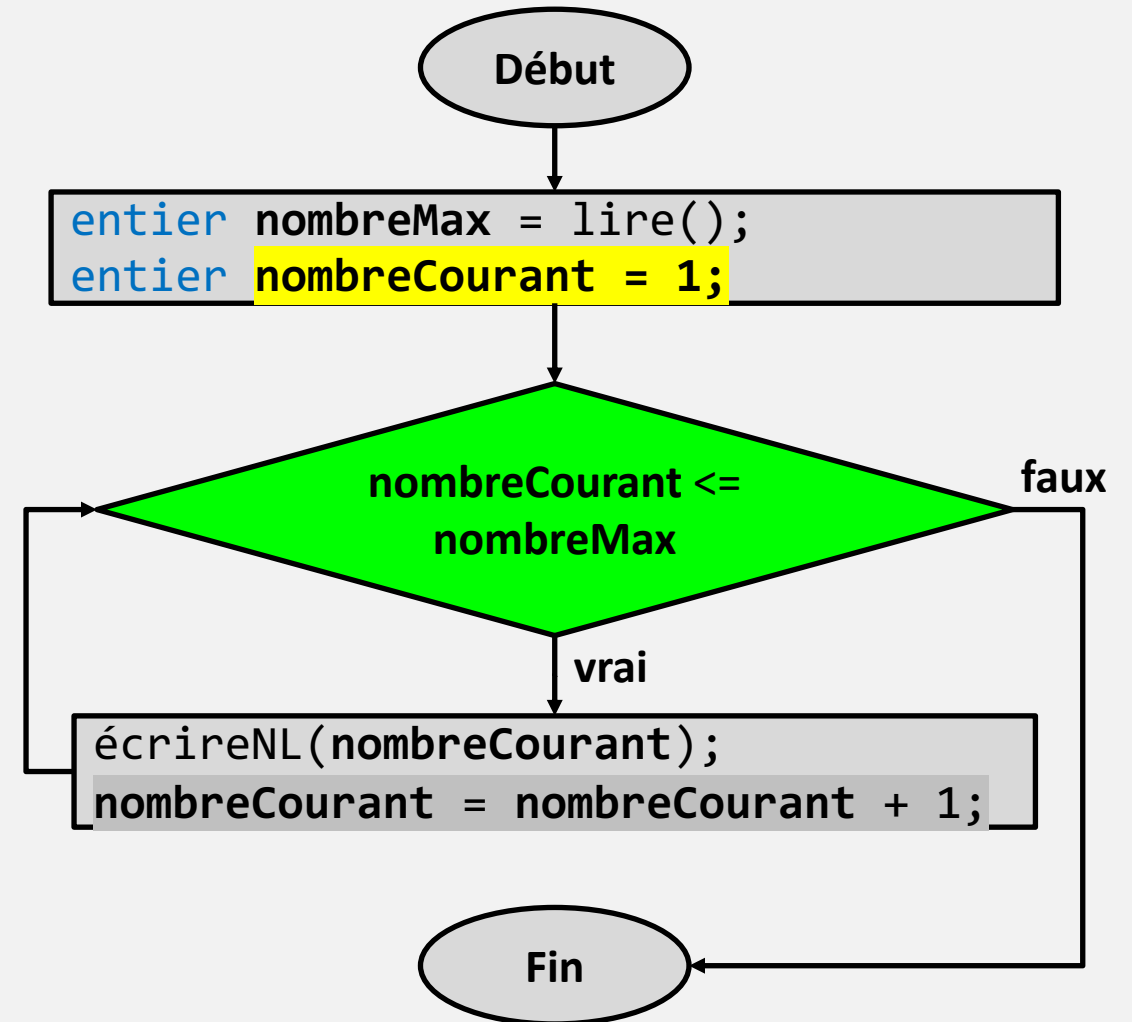 Début
entier nombreMax = lire();
entier nombreCourant = 1;
nombreCourant <=
nombreMax
faux
vrai
écrireNL(nombreCourant);
nombreCourant = nombreCourant + 1;
Fin